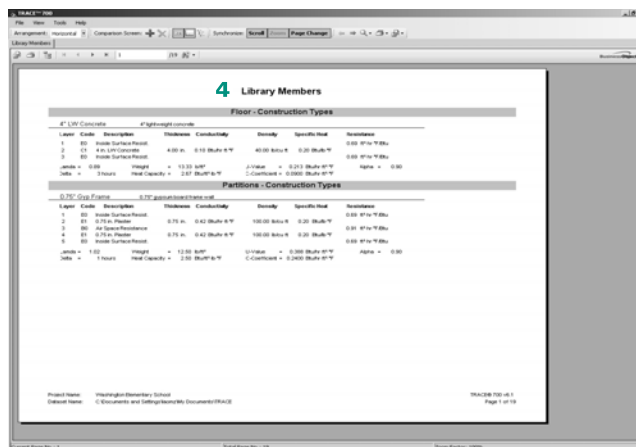 TRACE™ 700
File View Tools Help
Arrangement: Horizontal Comparison Screen: Synchronize: Scroll Zoom Page Change
Library Members
1 /19
4 Library Members
Floor - Construction Types
4" LW Concrete 4" lightweight concrete
Layer Code Description Thickness Conductivity Density Specific Heat Resistance
1 E0 Inside Surface Resist. 0.69 ft² hr °F/Btu
2 C1 4 in. LW Concrete 4.00 in. 0.10 Btu/hr ft °F 40.00 lb/cu ft 0.20 Btu/lb °F
3 E0 Inside Surface Resist. 0.69 ft² hr °F/Btu
Lamda = 0.89 Weight = 13.33 lb/ft² U-Value = 0.213 Btu/hr ft² °F Alpha = 0.90
Delta = 3 hours Heat Capacity = 2.67 Btu/ft² °F C-Coefficient = 0.0900 Btu/hr ft² °F
Partitions - Construction Types
0.75" Gyp Frame 0.75" gypsum board frame wall
Layer Code Description Thickness Conductivity Density Specific Heat Resistance
1 E0 Inside Surface Resist. 0.69 ft² hr °F/Btu
2 E1 0.75 in. Plaster 0.75 in. 0.42 Btu/hr ft °F 100.00 lb/cu ft 0.20 Btu/lb °F
3 B0 Air Space Resistance 0.91 ft² hr °F/Btu
4 E1 0.75 in. Plaster 0.75 in. 0.42 Btu/hr ft °F 100.00 lb/cu ft 0.20 Btu/lb °F
5 E0 Inside Surface Resist. 0.69 ft² hr °F/Btu
Lamda = 1.02 Weight = 12.50 lb/ft² U-Value = 0.388 Btu/hr ft² °F Alpha = 0.90
Delta = 1 hours Heat Capacity = 2.50 C-Coefficient = 0.2400 Btu/hr ft² °F
Project Name: Washington Elementary School TRACE® 700 v6.1
Dataset Name: Page 1 of 19